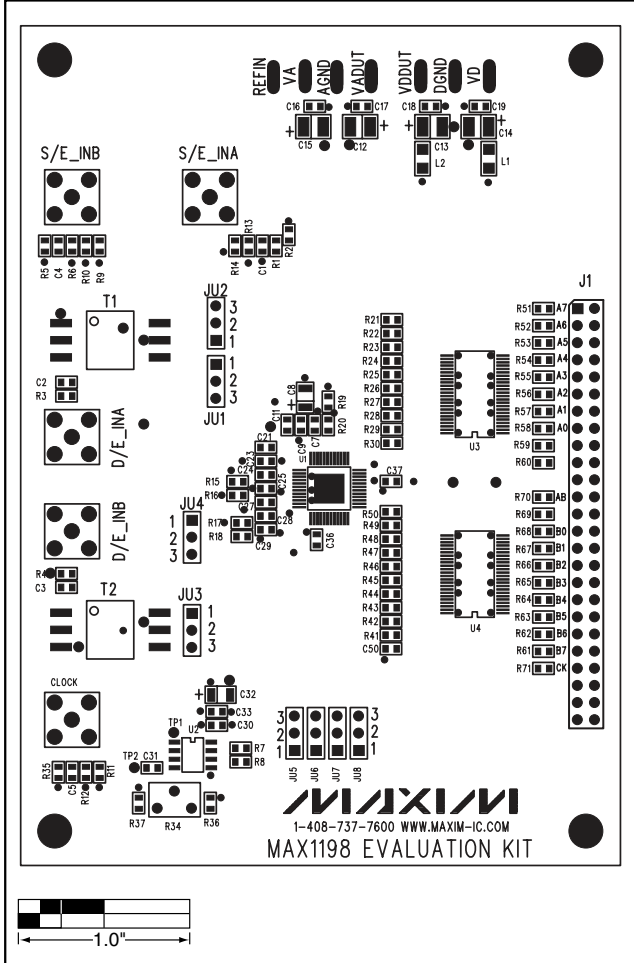 REFIN VA AGND VADUT VDDUT DGND VD
C16 C17 C18 C19
+ C15 C12 + + C13 + C14
L2 L1
S/E_INB S/E_INA
R5 C4 R6 R10 R9
R14 R13 C1 R1 R2
J1
T1
JU2
3
2
1
1
2
3
JU1
C2
R3
D/E_INA
D/E_INB
R4
C3
T2
JU4
1
2
3
JU3
1
2
3
C8
+
R19
C11 C9 C7 R20
U1
C21
C23
C24
C25
R15
R16
C27
R17
C28
R18
C29
C36
C37
R21
R22
R23
R24
R25
R26
R27
R28
R29
R30
R50
R49
R48
R47
R46
R45
R44
R43
R42
R41
C50
U3
U4
R51 A7
R52 A6
R53 A5
R54 A4
R55 A3
R56 A2
R57 A1
R58 A0
R59
R60
R70 AB
R69
R68 B0
R67 B1
R66 B2
R65 B3
R64 B4
R63 B5
R62 B6
R61 B7
R71 CK
CLOCK
R35 C5 R12 R11
+ C32
C33
C30
TP1
U2
TP2 C31
R7
R8
R37 R34 R36
3 3
2 2
1 1
JU5 JU6 JU7 JU8
MAXIM
1-408-737-7600 WWW.MAXIM-IC.COM
MAX1198 EVALUATION KIT
1.0"